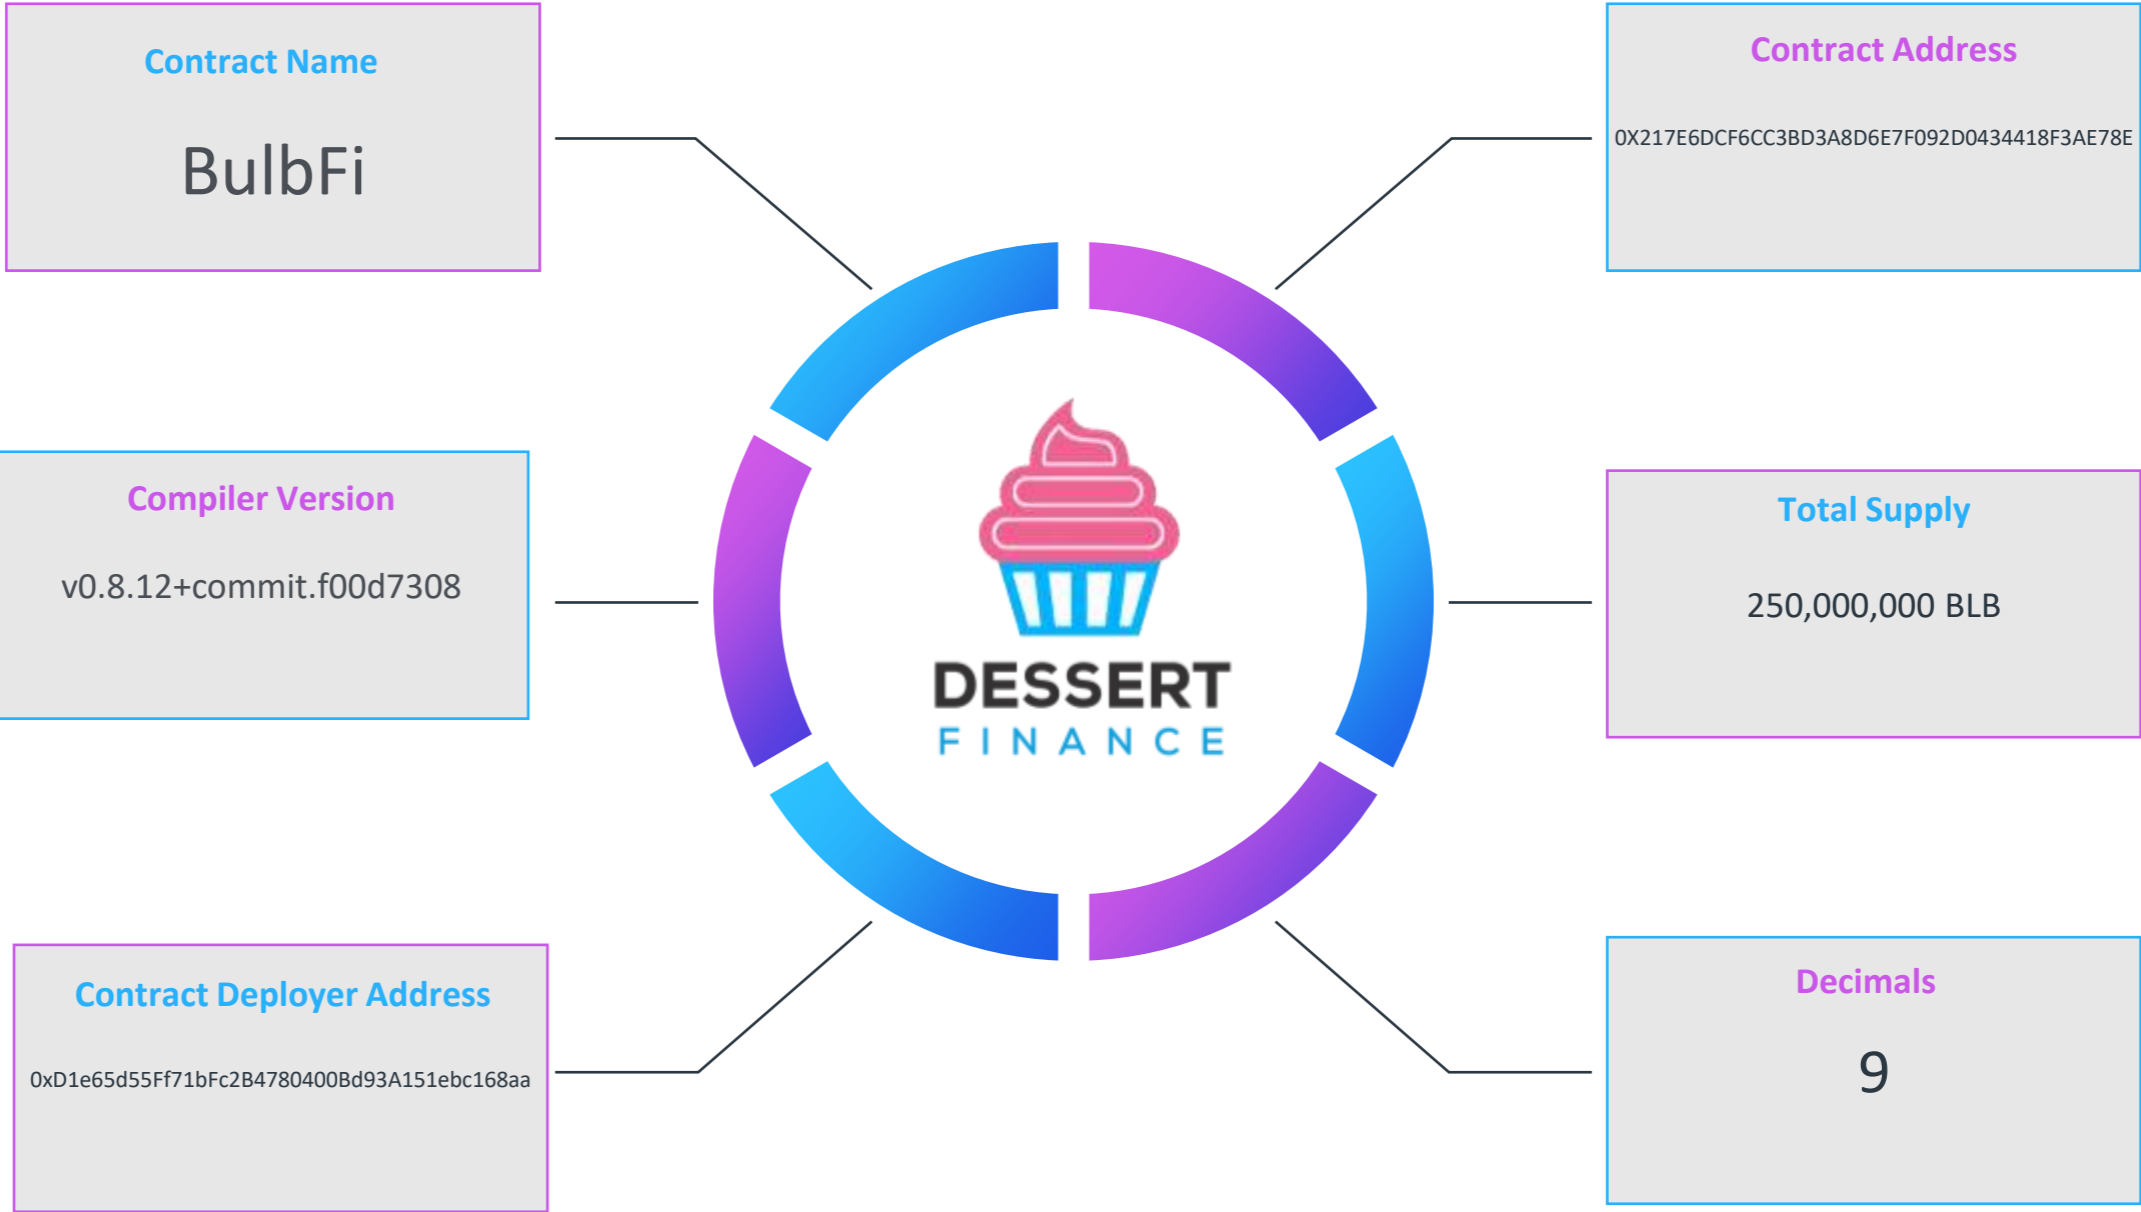 Contract Name
BulbFi
Contract Address
0X217E6DCF6CC3BD3A8D6E7F092D0434418F3AE78E
Compiler Version
v0.8.12+commit.f00d7308
DESSERT
FINANCE
Total Supply
250,000,000 BLB
Contract Deployer Address
0xD1e65d55Ff71bFc2B4780400Bd93A151ebc168aa
Decimals
9